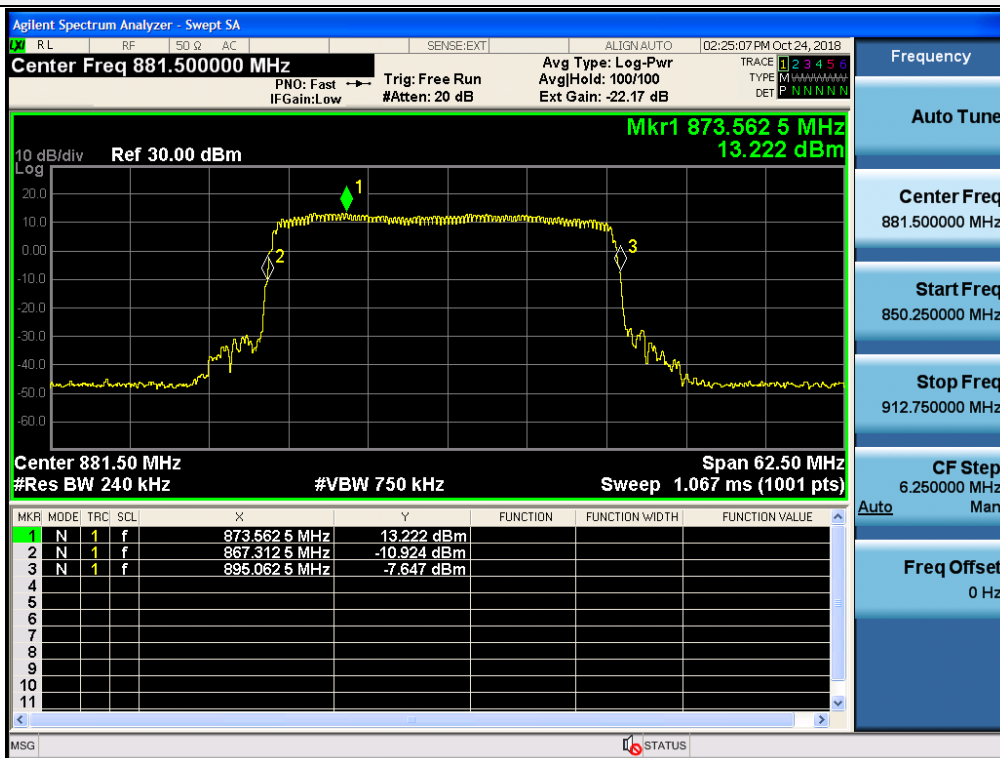 Agilent Spectrum Analyzer - Swept SA
LXI RL RF 50 Ω AC SENSE:EXT ALIGN AUTO 02:25:07 PM Oct 24, 2018
Center Freq 881.500000 MHz
PNO: Fast
IFGain:Low
Trig: Free Run
#Atten: 20 dB
Avg Type: Log-Pwr
Avg|Hold: 100/100
Ext Gain: -22.17 dB
TRACE 1 2 3 4 5 6
TYPE M
DET P N N N N N
Mkr1 873.562 5 MHz
13.222 dBm
10 dB/div Ref 30.00 dBm
Log
20.0
10.0
0.00
-10.0
-20.0
-30.0
-40.0
-50.0
-60.0
1
2
3
Center 881.50 MHz Span 62.50 MHz
#Res BW 240 kHz #VBW 750 kHz Sweep 1.067 ms (1001 pts)
MKR MODE TRC SCL X Y FUNCTION FUNCTION WIDTH FUNCTION VALUE
1 N 1 f 873.562 5 MHz 13.222 dBm
2 N 1 f 867.312 5 MHz -10.924 dBm
3 N 1 f 895.062 5 MHz -7.647 dBm
4
5
6
7
8
9
10
11
MSG STATUS
Frequency
Auto Tune
Center Freq
881.500000 MHz
Start Freq
850.250000 MHz
Stop Freq
912.750000 MHz
CF Step
6.250000 MHz
Auto Man
Freq Offset
0 Hz